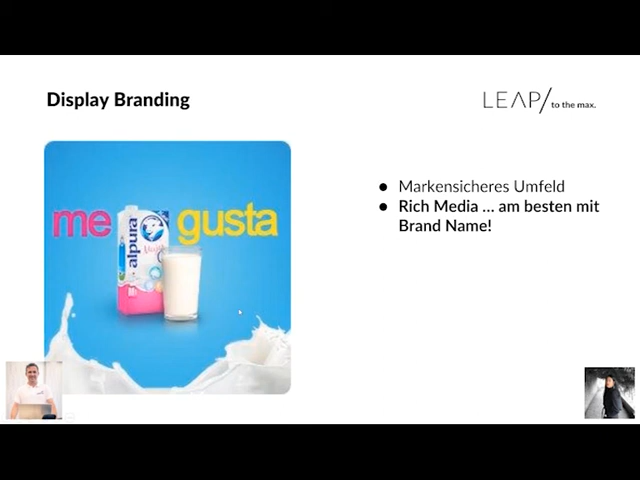 Display Branding
LEAP/to the max.
me gusta
alpura
● Markensicheres Umfeld
● Rich Media ... am besten mit
Brand Name!